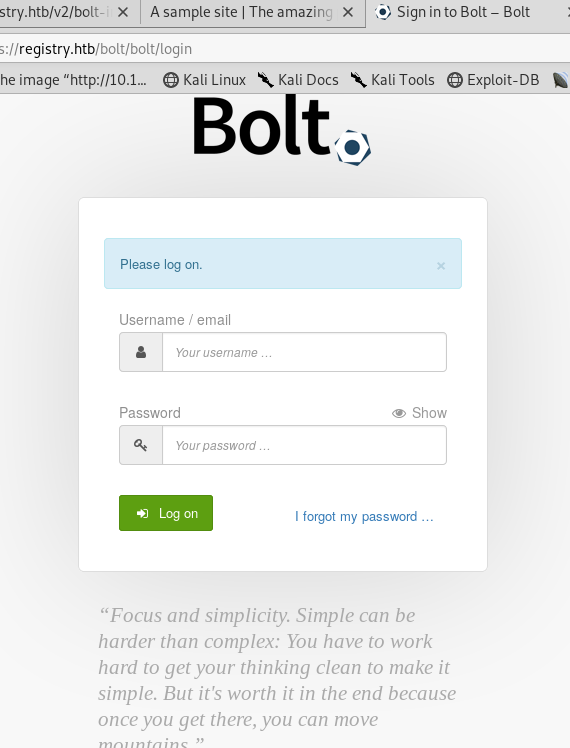 stry.htb/v2/bolt-i
A sample site | The amazing
Sign in to Bolt – Bolt
s://registry.htb/bolt/bolt/login
he image “http://10.1...
Kali Linux
Kali Docs
Kali Tools
Exploit-DB
Bolt
Please log on.
×
Username / email
Your username …
Password
Show
Your password …
Log on
I forgot my password …
“Focus and simplicity. Simple can be
harder than complex: You have to work
hard to get your thinking clean to make it
simple. But it's worth it in the end because
once you get there, you can move
mountains.”